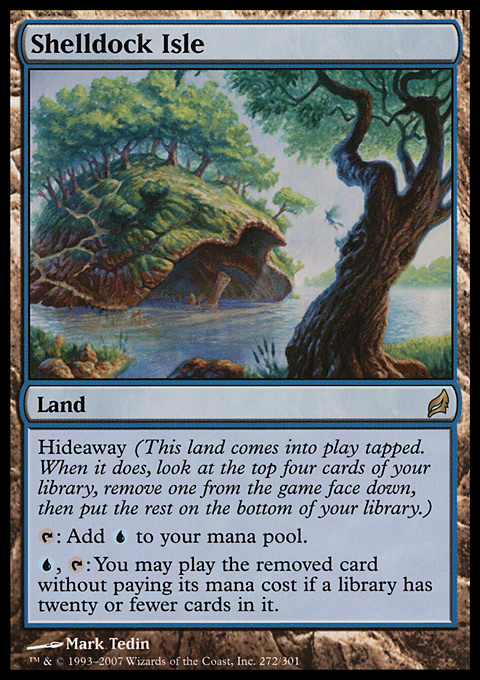 Shelldock Isle
Land
Hideaway (This land comes into play tapped.
When it does, look at the top four cards of your
library, remove one from the game face down,
then put the rest on the bottom of your library.)
: Add to your mana pool.
, :You may play the removed card
without paying its mana cost if a library has
twenty or fewer cards in it.
Mark Tedin
™ & © 1993–2007 Wizards of the Coast, Inc. 272/301